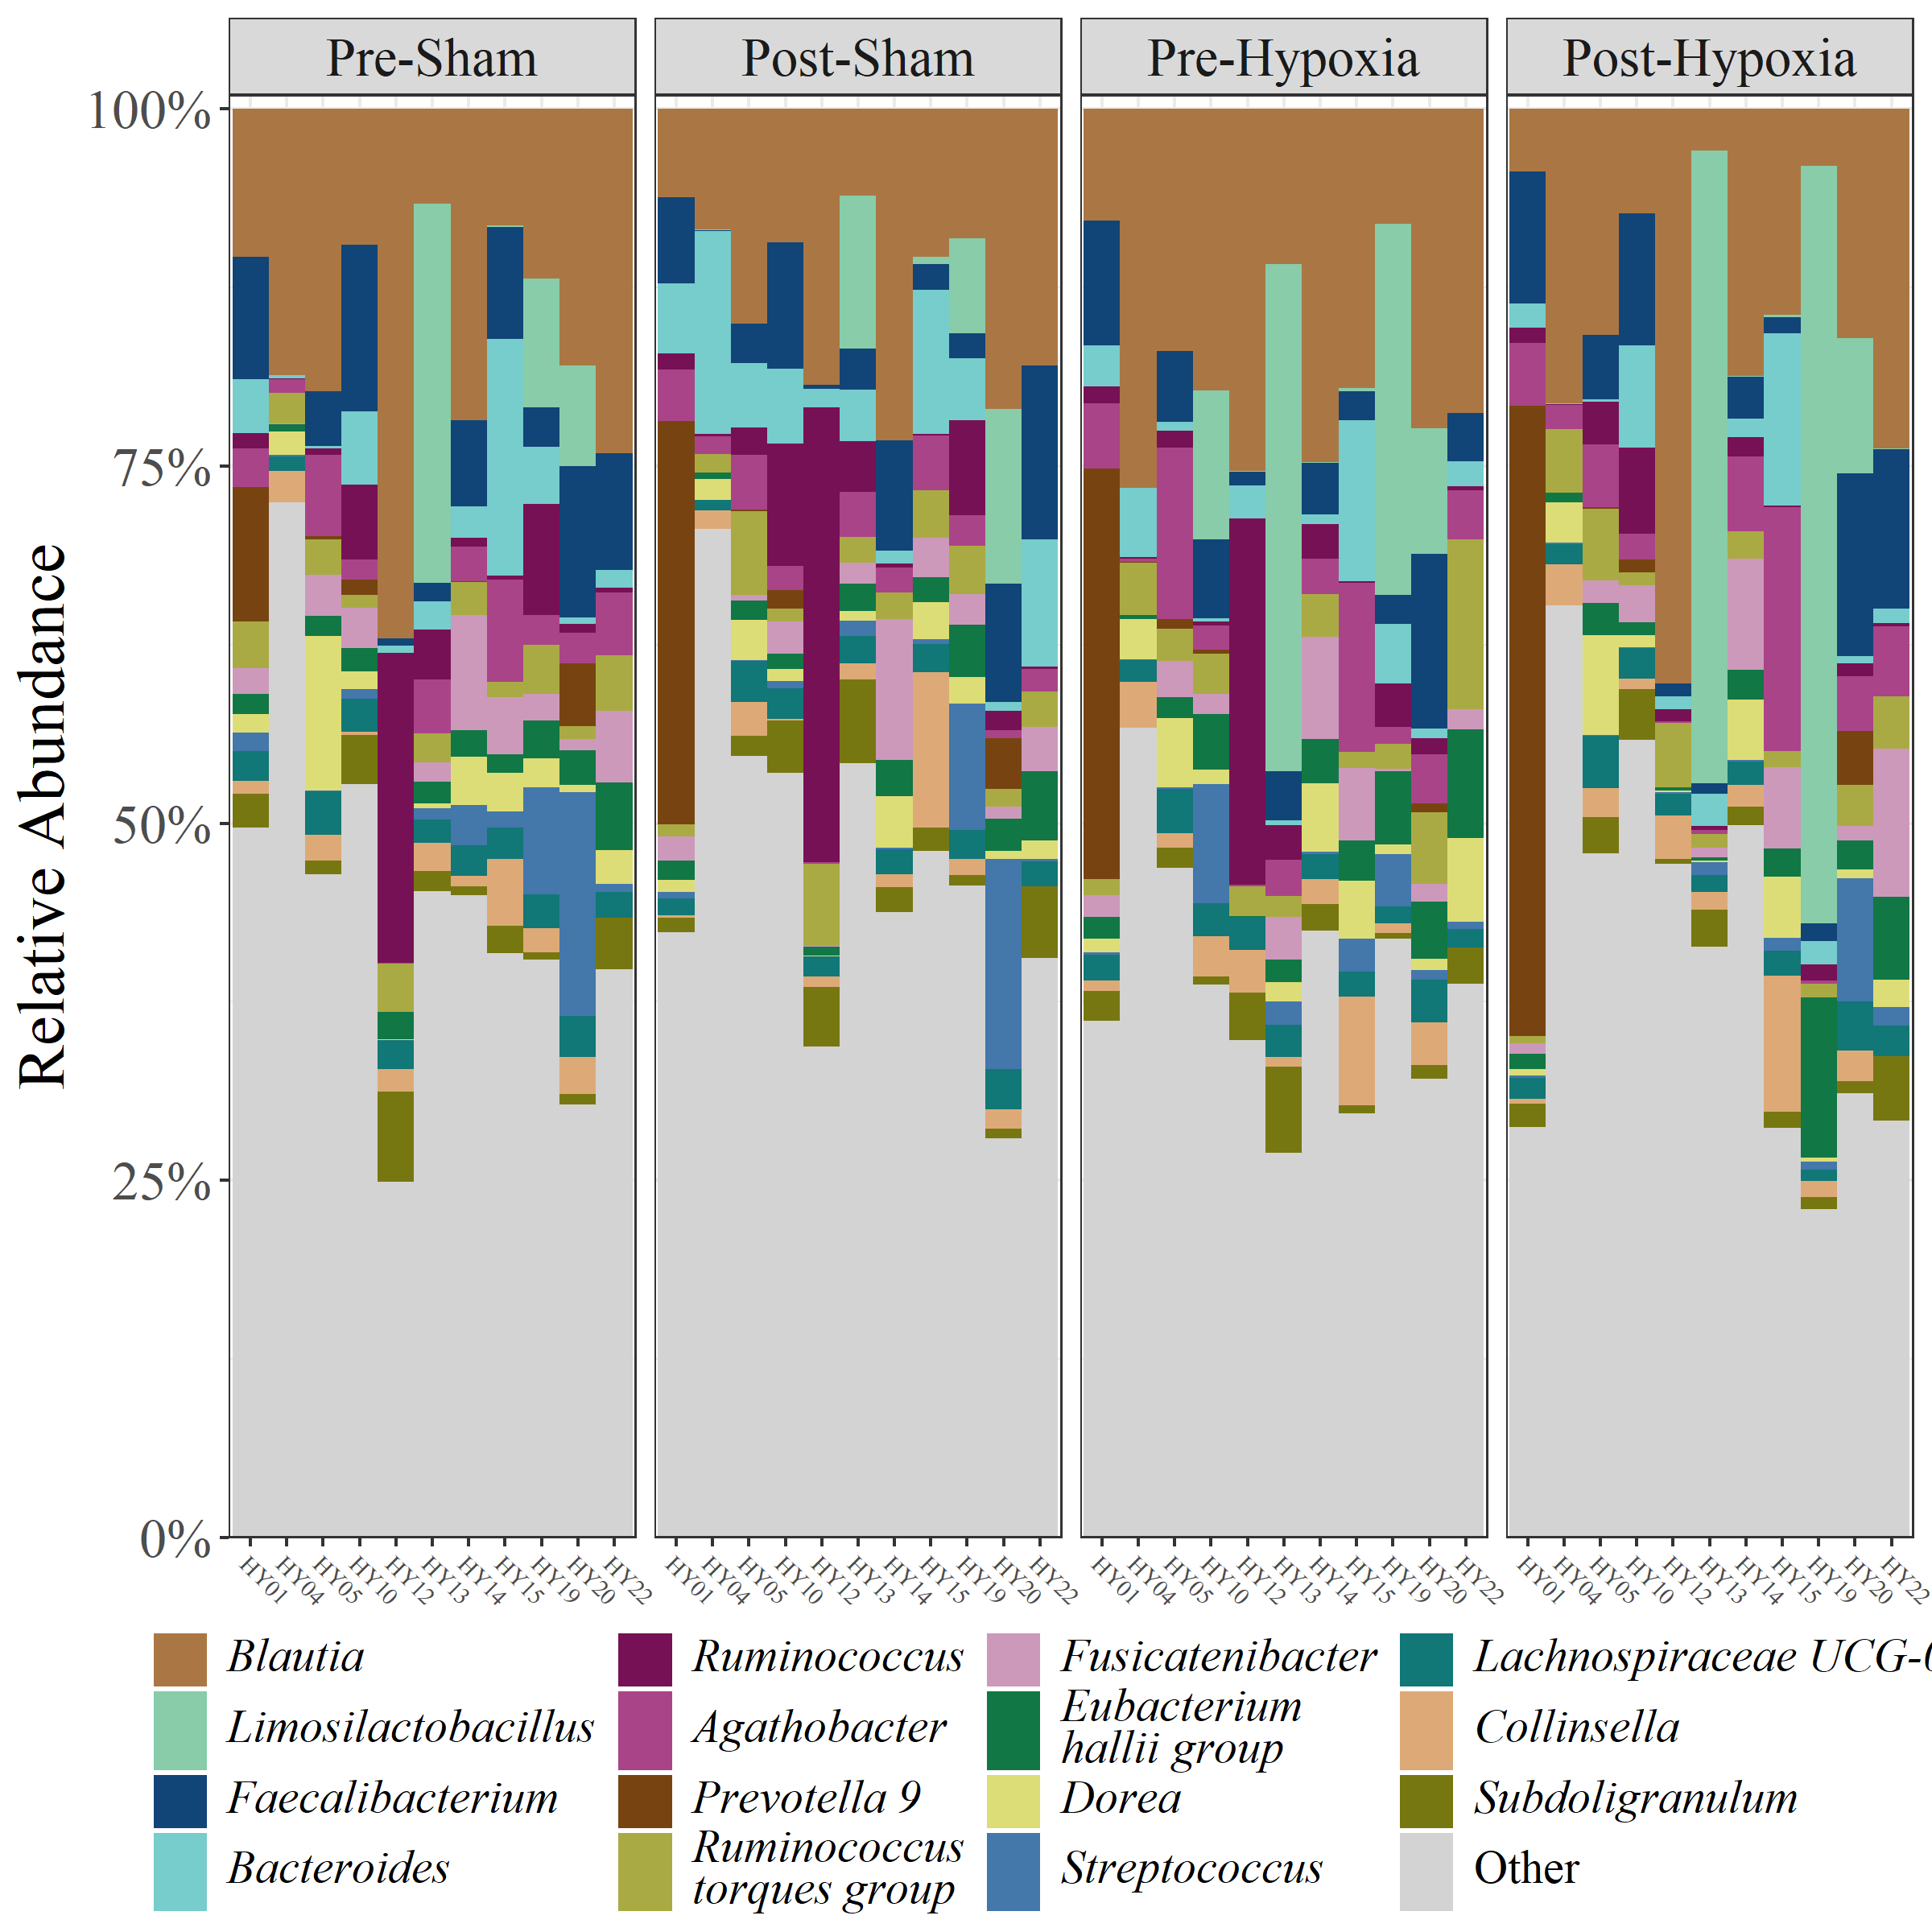 Pre-Sham
Post-Sham
Pre-Hypoxia
Post-Hypoxia
Relative Abundance
100%
75%
50%
25%
0%
HY01
HY04
HY05
HY10
HY12
HY13
HY14
HY15
HY19
HY20
HY22
HY01
HY04
HY05
HY10
HY12
HY13
HY14
HY15
HY19
HY20
HY22
HY01
HY04
HY05
HY10
HY12
HY13
HY14
HY15
HY19
HY20
HY22
HY01
HY04
HY05
HY10
HY12
HY13
HY14
HY15
HY19
HY20
HY22
Blautia
Limosilactobacillus
Faecalibacterium
Bacteroides
Ruminococcus
Agathobacter
Prevotella 9
Ruminococcus
torques group
Fusicatenibacter
Eubacterium
hallii group
Dorea
Streptococcus
Lachnospiraceae
Collinsella
Subdoligranulum
Other